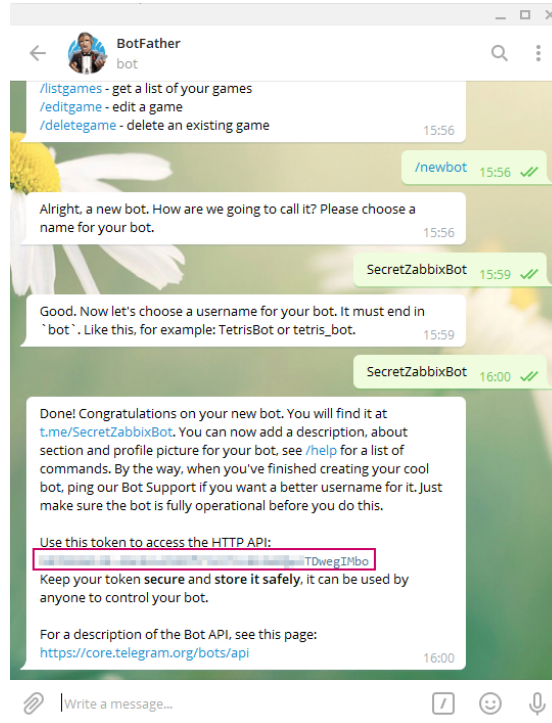 BotFather
bot
/listgames - get a list of your games
/editgame - edit a game
/deletegame - delete an existing game
15:56
/newbot
15:56
Alright, a new bot. How are we going to call it? Please choose a
name for your bot.
15:56
SecretZabbixBot
15:59
Good. Now let's choose a username for your bot. It must end in
`bot`. Like this, for example: TetrisBot or tetris_bot.
15:59
SecretZabbixBot
16:00
Done! Congratulations on your new bot. You will find it at
t.me/SecretZabbixBot. You can now add a description, about
section and profile picture for your bot, see /help for a list of
commands. By the way, when you've finished creating your cool
bot, ping our Bot Support if you want a better username for it. Just
make sure the bot is fully operational before you do this.
Use this token to access the HTTP API:
TDwegIMbo
Keep your token secure and store it safely, it can be used by
anyone to control your bot.
For a description of the Bot API, see this page:
https://core.telegram.org/bots/api
16:00
Write a message...